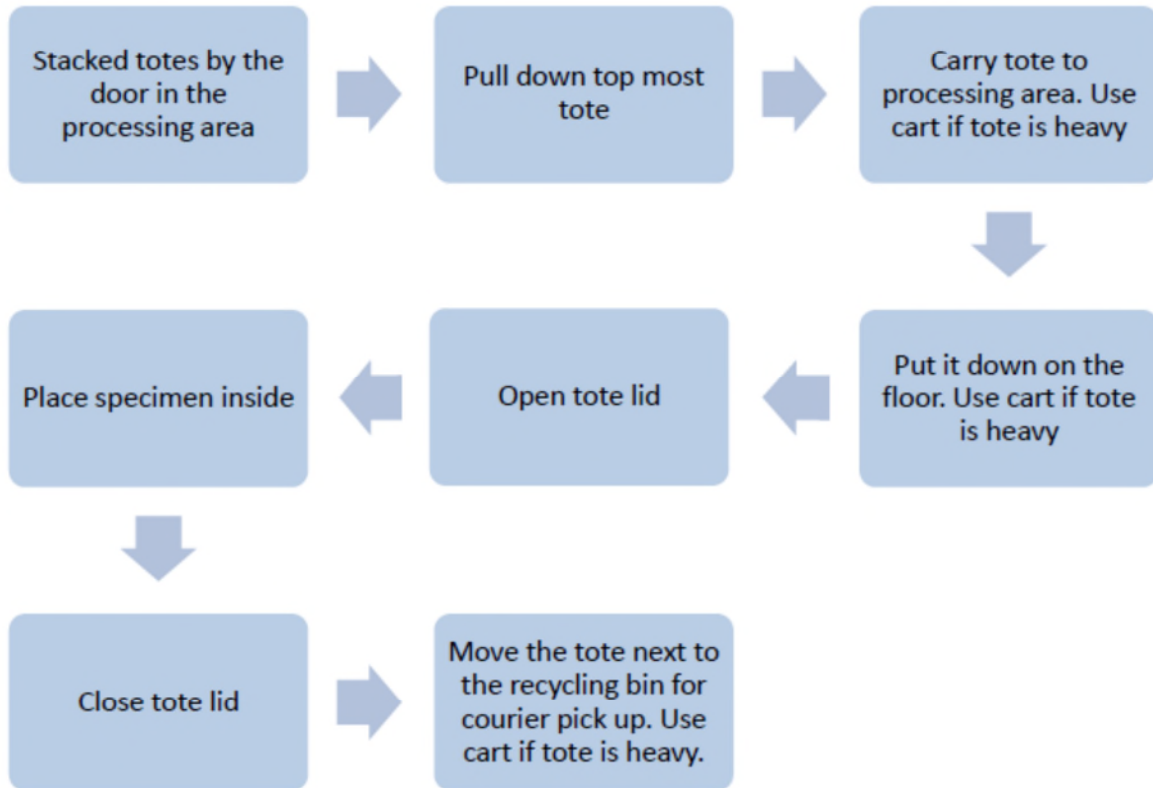 Stacked totes by the
door in the
processing area
Pull down top most
tote
Carry tote to
processing area. Use
cart if tote is heavy
Put it down on the
floor. Use cart if tote
is heavy
Open tote lid
Place specimen inside
Close tote lid
Move the tote next to
the recycling bin for
courier pick up. Use
cart if tote is heavy.